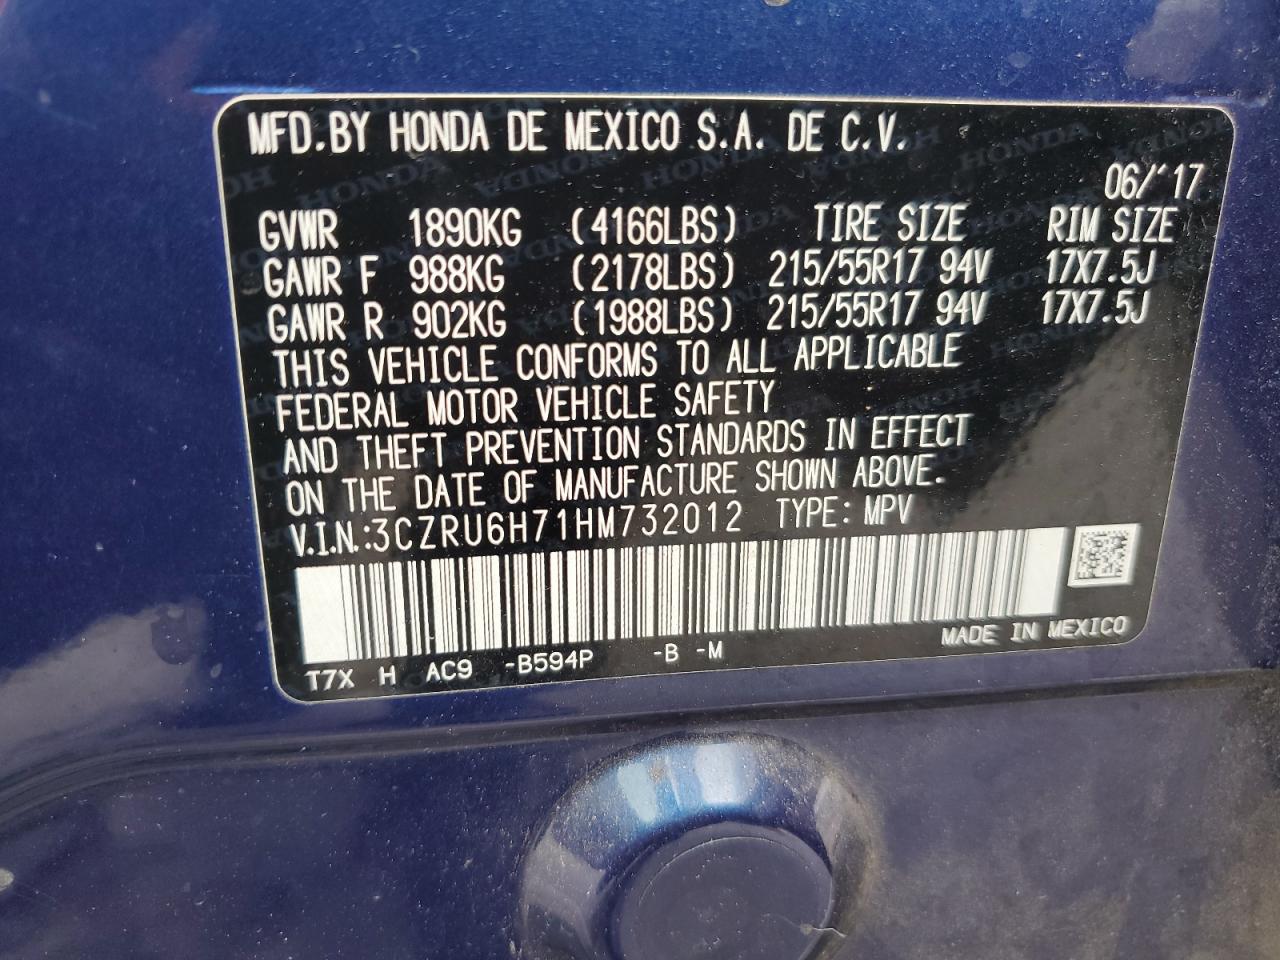 MFD.BY HONDA DE MEXICO S.A. DE C.V.
06/'17
GVWR 1890KG (4166LBS) TIRE SIZE RIM SIZE
GAWR F 988KG (2178LBS) 215/55R17 94V 17X7.5J
GAWR R 902KG (1988LBS) 215/55R17 94V 17X7.5J
THIS VEHICLE CONFORMS TO ALL APPLICABLE
FEDERAL MOTOR VEHICLE SAFETY
AND THEFT PREVENTION STANDARDS IN EFFECT
ON THE DATE OF MANUFACTURE SHOWN ABOVE.
V.I.N.:3CZRU6H71HM732012 TYPE: MPV
MADE IN MEXICO
T7X H AC9 -B594P -B -M